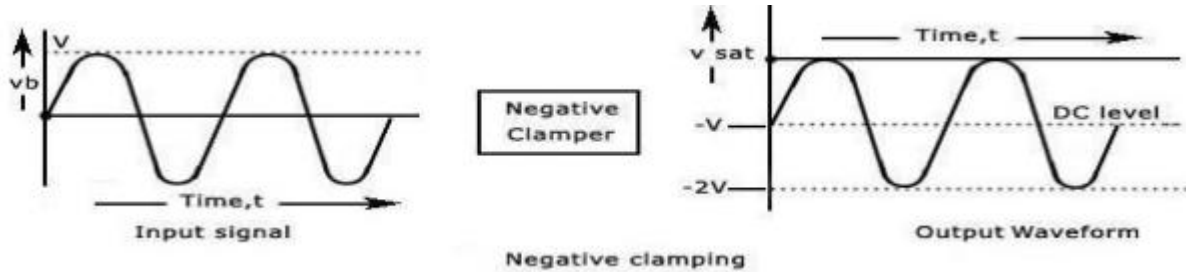 V
vb
Time,t
Input signal
Negative
Clamper
Negative clamping
Time,t
v sat
DC level
-V
-2V
Output Waveform